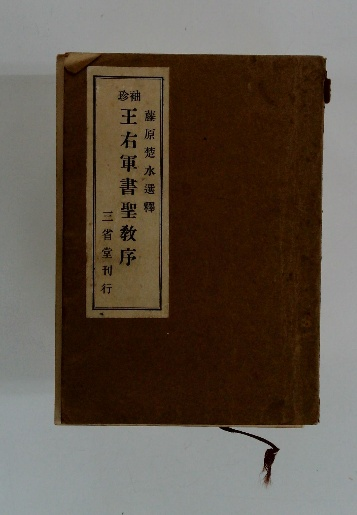 藤原楚水選釋
袖珍
王右軍書聖教序
三省堂刊行